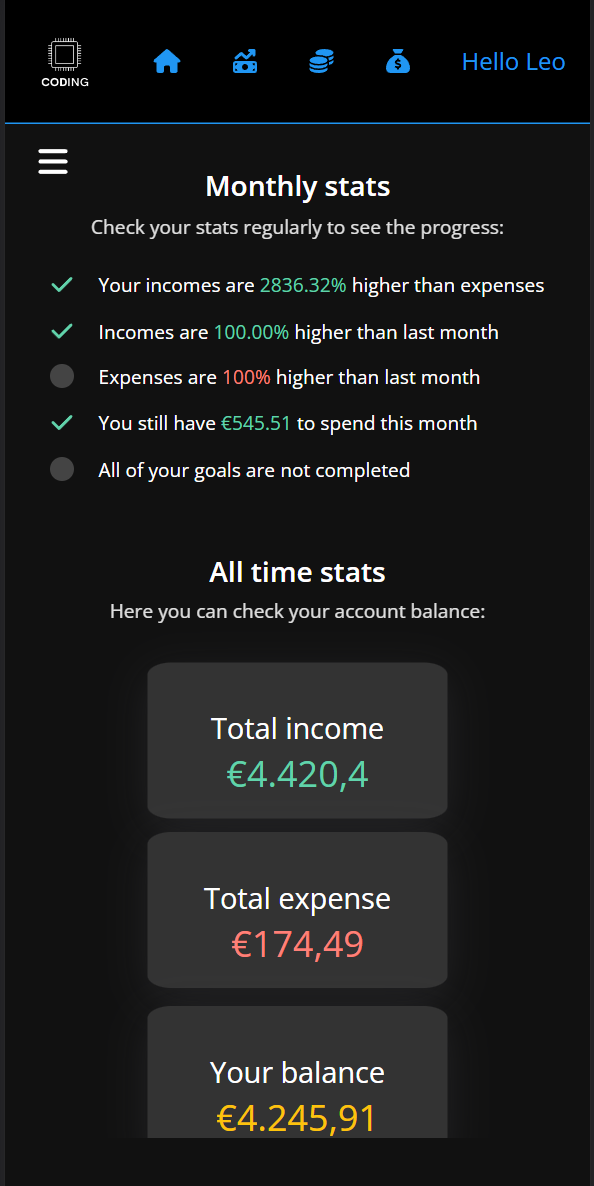 CODING
Hello Leo
Monthly stats
Check your stats regularly to see the progress:
Your incomes are 2836.32% higher than expenses
Incomes are 100.00% higher than last month
Expenses are 100% higher than last month
You still have €545.51 to spend this month
All of your goals are not completed
All time stats
Here you can check your account balance:
Total income
€4.420,4
Total expense
€174,49
Your balance
€4.245,91